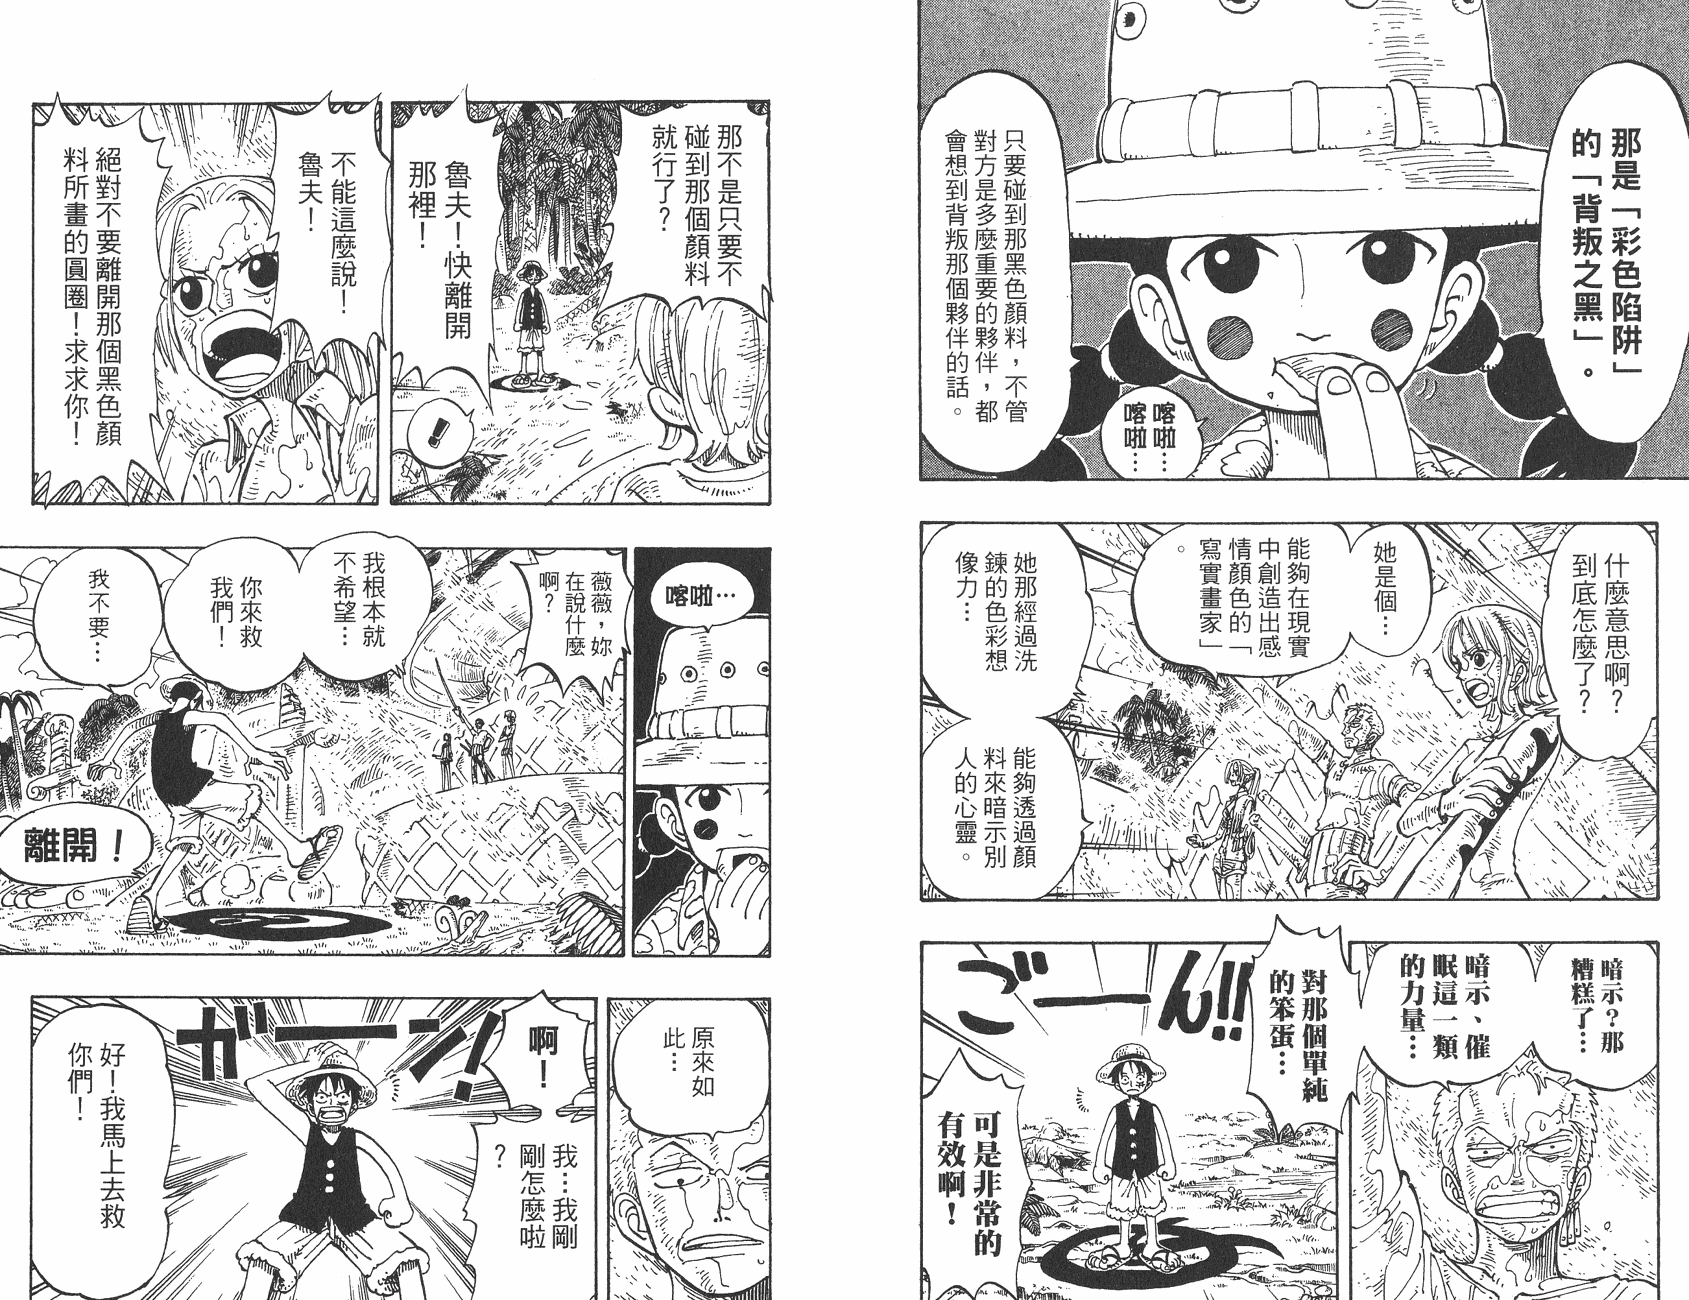 那是「彩色陷阱」
的「背叛之黑」。
只要碰到那黑色顏料，不管
對方是多麼重要的夥伴，都
會想到背叛那個夥伴的話。
喀啦…
喀啦…
什麼意思啊？
到底怎麼了？
她是個…
能夠在現實
中創造出感
情顏色的「
寫實畫家」
。
她那經過洗
鍊的色彩想
像力…
能夠透過顏
料來暗示別
人的心靈。
暗示？那
糟糕了…
暗示、催
眠這一類
的力量…
對那個單純
的笨蛋…
ごーん!!
可是非常的
有效啊！
那不是只要不
碰到那個顏料
就行了？
魯夫！快離開
那裡！
！
不能這麼說！
魯夫！
絕對不要離開那個黑色顏
料所畫的圓圈！求求你！
喀啦…
薇薇，妳
在說什麼
啊？
我根本就
不希望…
你來救
我們！
我不要…
離開！
原來如
此…
啊！
我…我剛
剛怎麼啦
？
ガーン!
好！我馬上去救
你們！